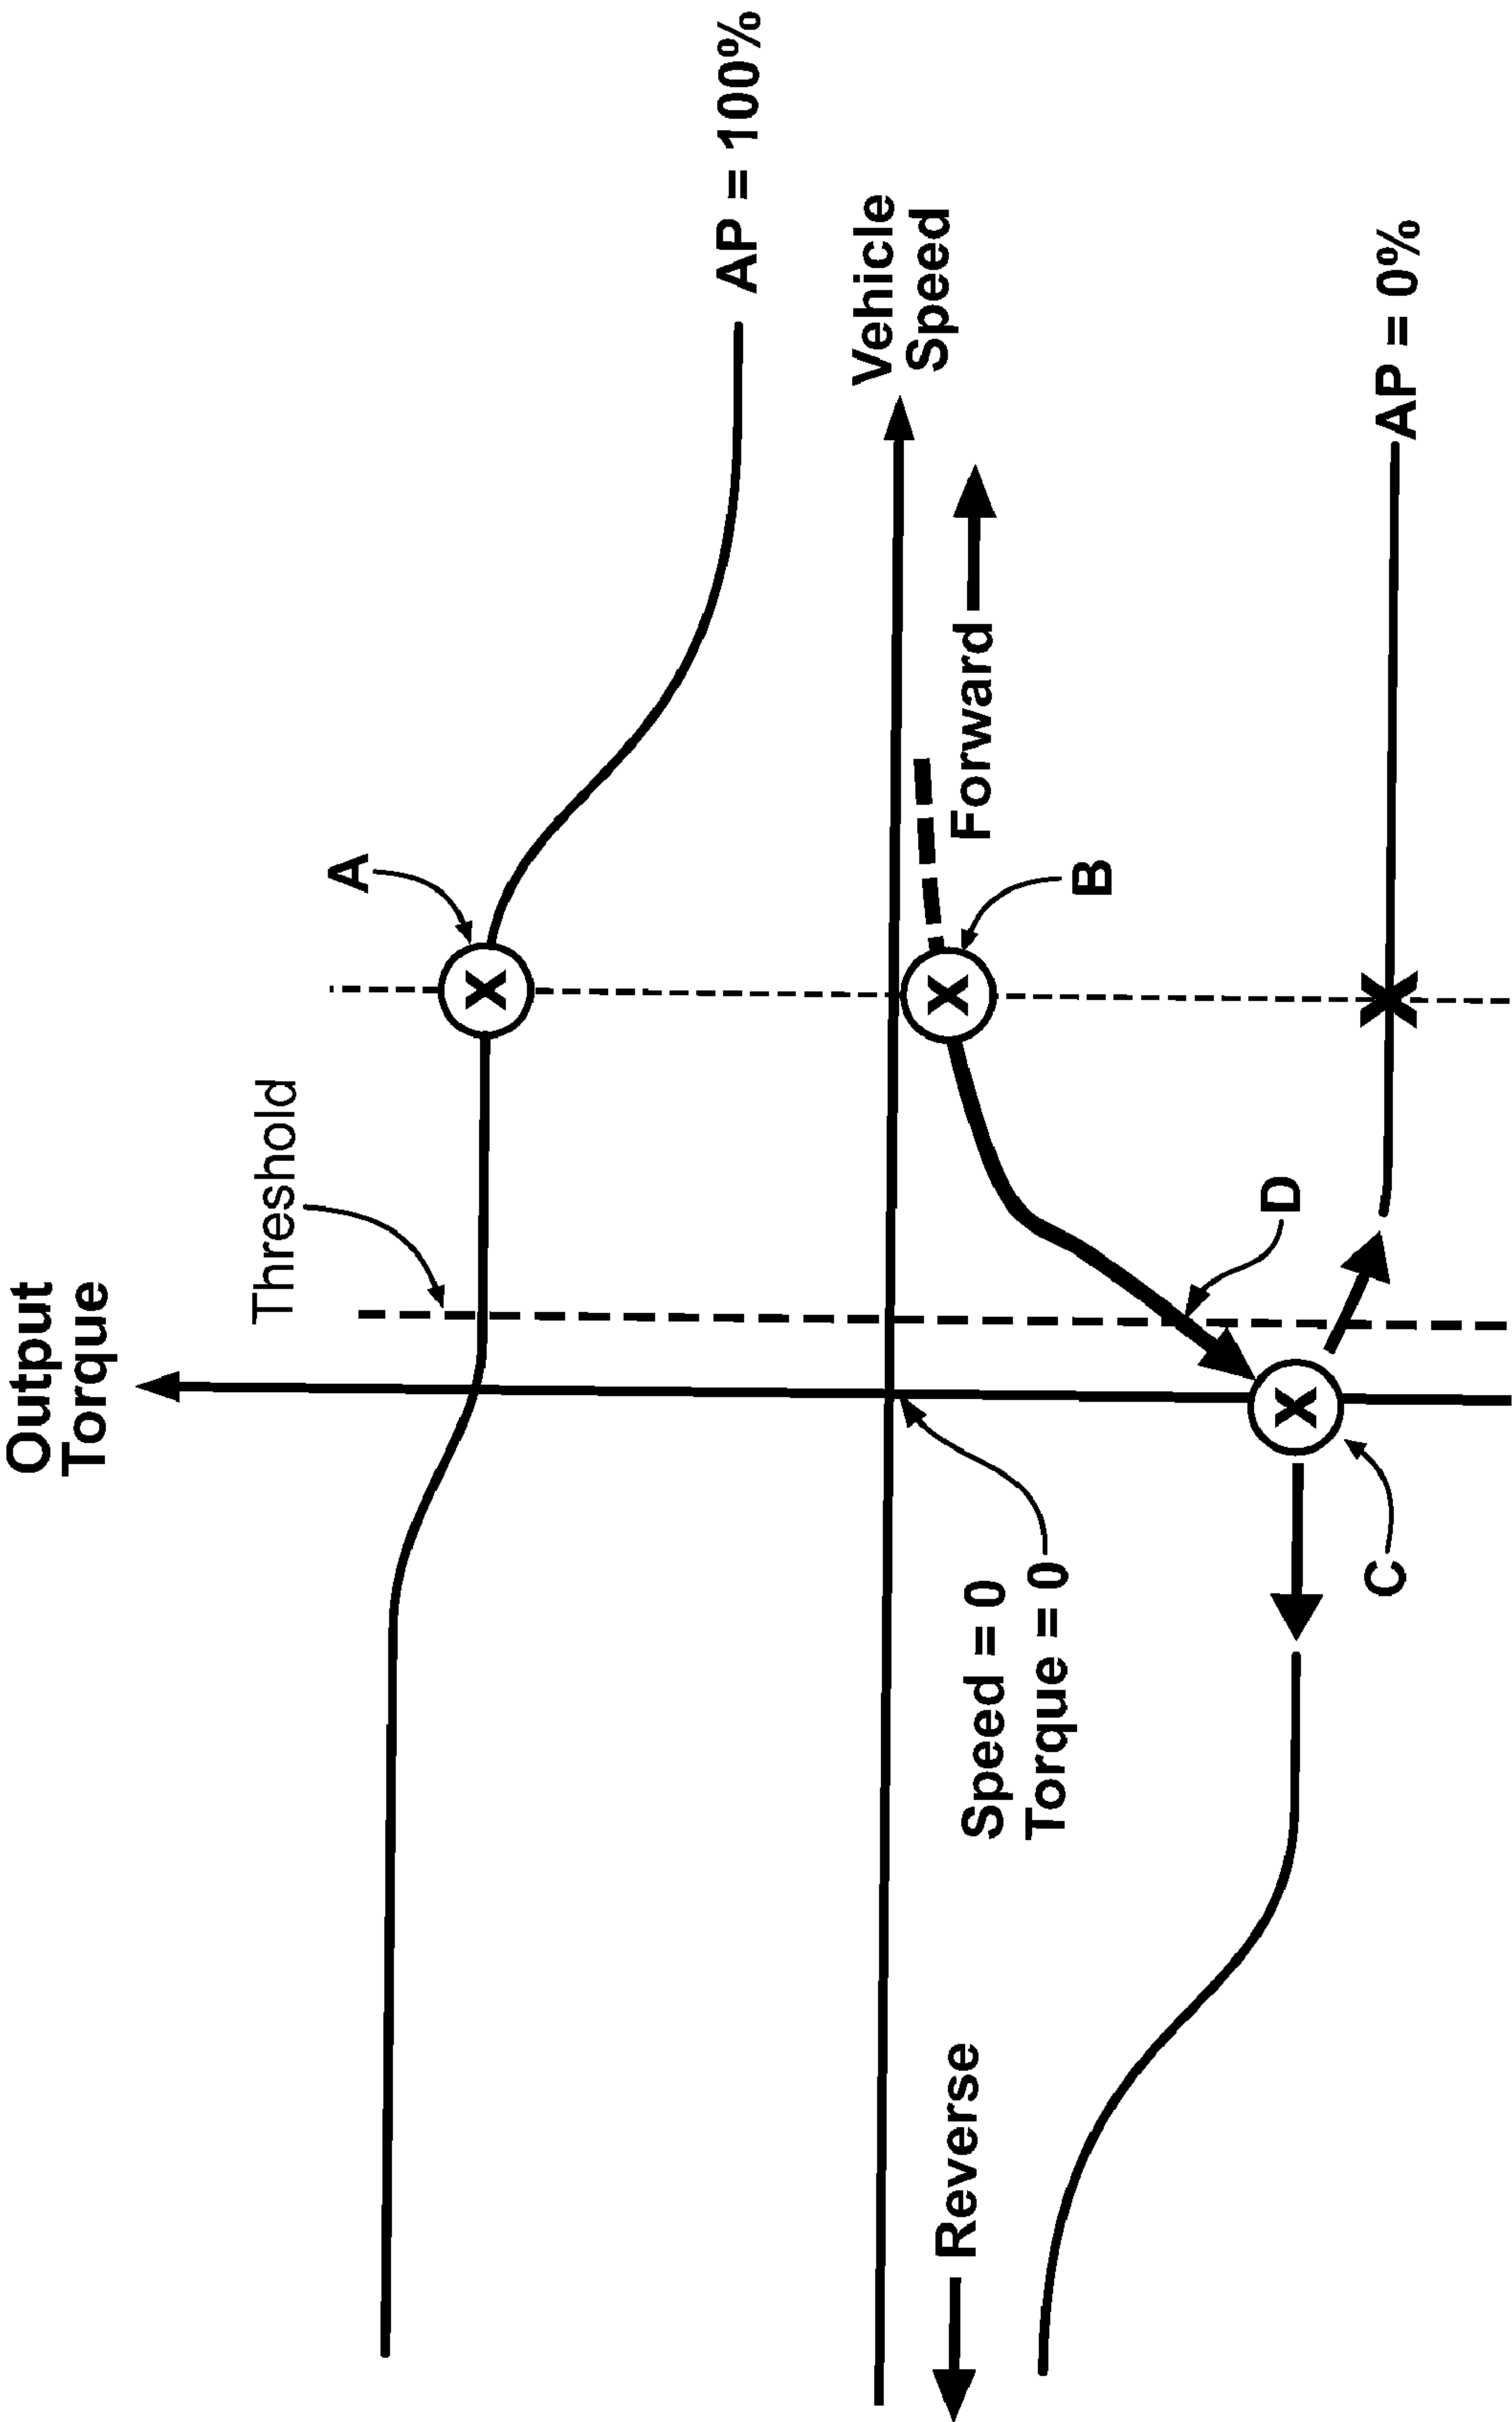 Output
Torque
Threshold
A
X
AP = 100%
Vehicle
Speed
Forward
X
B
Reverse
Speed = 0
Torque = 0
D
X
X
C
AP = 0%